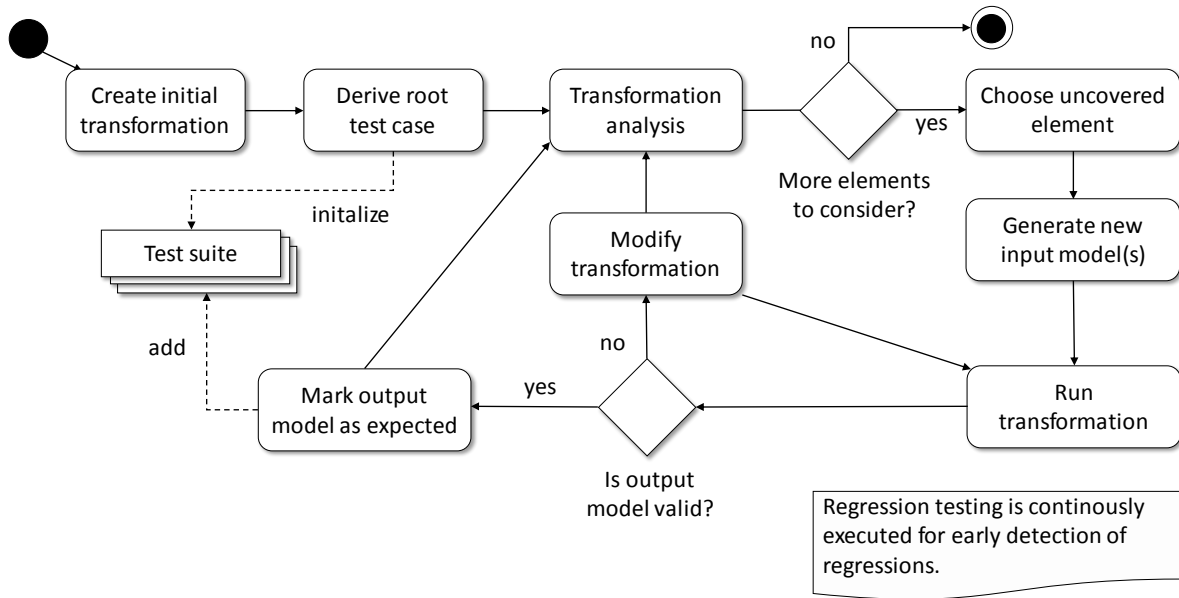 Create initial
transformation
Derive root
test case
Transformation
analysis
no
yes
More elements
to consider?
Choose uncovered
element
initalize
Test suite
Modify
transformation
Generate new
input model(s)
add
no
Mark output
model as expected
yes
Is output
model valid?
Run
transformation
Regression testing is continously
executed for early detection of
regressions.